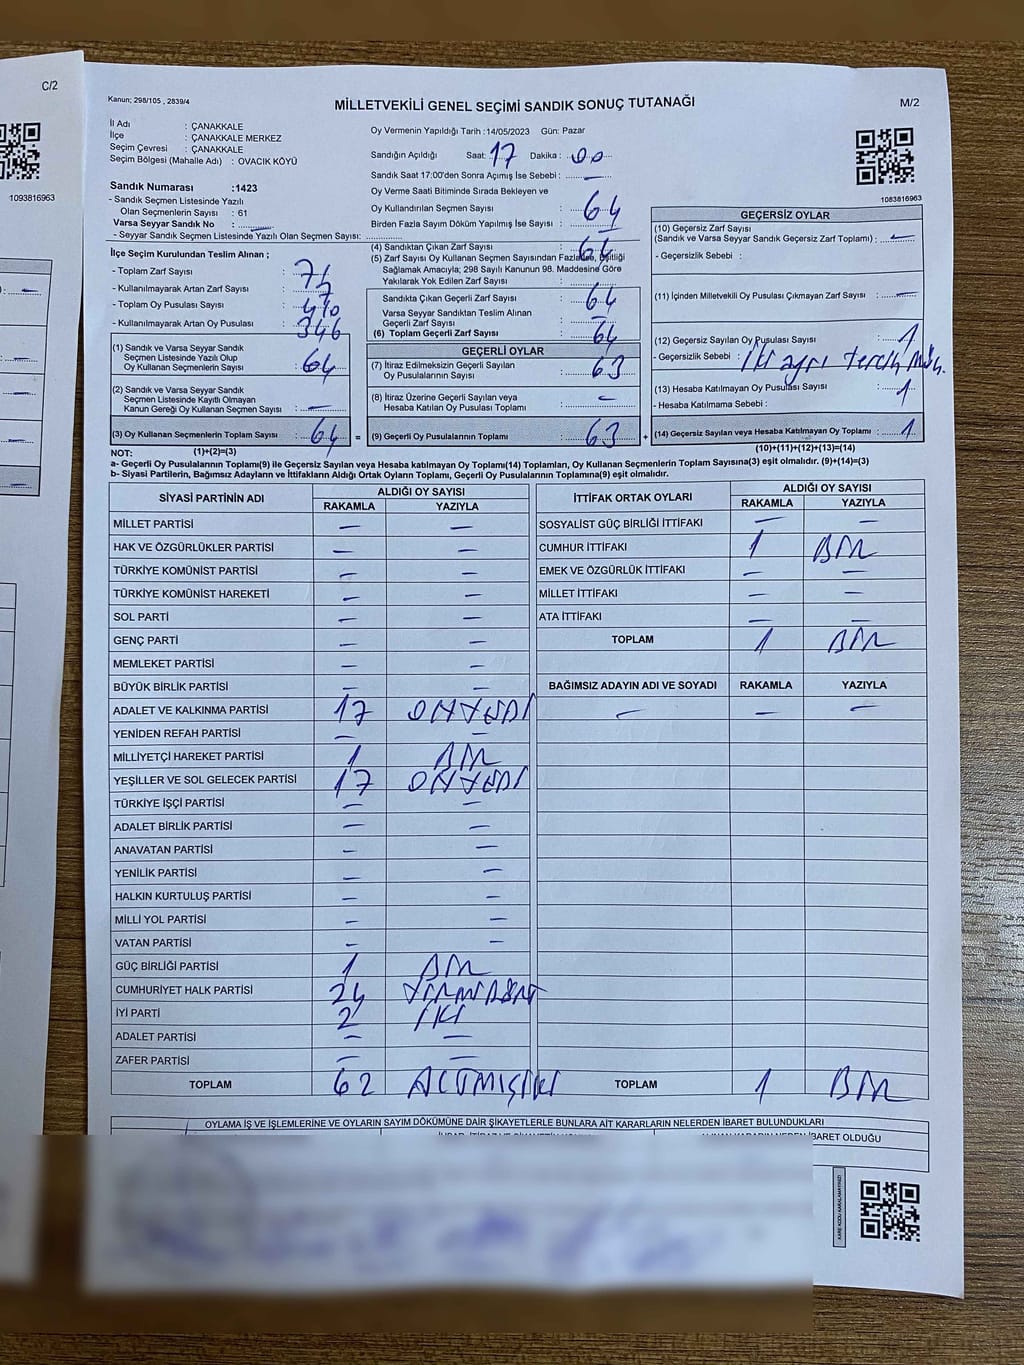 C/2
1093816963
Kanun; 298/105 , 2839/4
MİLLETVEKİLİ GENEL SEÇİMİ SANDIK SONUÇ TUTANAĞI
M/2
İl Adı : ÇANAKKALE
İlçe : ÇANAKKALE MERKEZ
Seçim Çevresi : ÇANAKKALE
Seçim Bölgesi (Mahalle Adı) : OVACIK KÖYÜ
Oy Vermenin Yapıldığı Tarih :14/05/2023 Gün: Pazar
Sandığın Açıldığı Saat: 17 Dakika : 00
Sandık Saat 17:00'den Sonra Açımış İse Sebebi : —
Oy Verme Saati Bitiminde Sırada Bekleyen ve
Oy Kullandırılan Seçmen Sayısı : 64
Birden Fazla Sayım Döküm Yapılmış İse Sayısı :
1083816963
Sandık Numarası :1423
- Sandık Seçmen Listesinde Yazılı
Olan Seçmenlerin Sayısı : 61
Varsa Seyyar Sandık No : —
- Seyyar Sandık Seçmen Listesinde Yazılı Olan Seçmen Sayısı:
İlçe Seçim Kurulundan Teslim Alınan ;
- Toplam Zarf Sayısı : 71
- Kullanılmayarak Artan Zarf Sayısı : 7
- Toplam Oy Pusulası Sayısı : 410
- Kullanılmayarak Artan Oy Pusulası : 346
(1) Sandık ve Varsa Seyyar Sandık
Seçmen Listesinde Yazılı Olup
Oy Kullanan Seçmenlerin Sayısı : 64
(2) Sandık ve Varsa Seyyar Sandık
Seçmen Listesinde Kayıtlı Olmayan
Kanun Gereği Oy Kullanan Seçmen Sayısı : —
(3) Oy Kullanan Seçmenlerin Toplam Sayısı : 64 =
(4) Sandıktan Çıkan Zarf Sayısı : 64
(5) Zarf Sayısı Oy Kullanan Seçmen Sayısından Fazla ise, Eşitliği
Sağlamak Amacıyla; 298 Sayılı Kanunun 98. Maddesine Göre
Yakılarak Yok Edilen Zarf Sayısı :
Sandıkta Çıkan Geçerli Zarf Sayısı : 64
Varsa Seyyar Sandıktan Teslim Alınan
Geçerli Zarf Sayısı : —
(6) Toplam Geçerli Zarf Sayısı : 64
GEÇERLİ OYLAR
(7) İtiraz Edilmeksizin Geçerli Sayılan
Oy Pusulalarının Sayısı : 63
(8) İtiraz Üzerine Geçerli Sayılan veya
Hesaba Katılan Oy Pusulası Toplamı : —
(9) Geçerli Oy Pusulalarının Toplamı : 63 +
GEÇERSİZ OYLAR
(10) Geçersiz Zarf Sayısı
(Sandık ve Varsa Seyyar Sandık Geçersiz Zarf Toplamı) : —
- Geçersizlik Sebebi :
(11) İçinden Milletvekili Oy Pusulası Çıkmayan Zarf Sayısı : —
(12) Geçersiz Sayılan Oy Pusulası Sayısı : 1
- Geçersizlik Sebebi : İki ayrı tercih
(13) Hesaba Katılmayan Oy Pusulası Sayısı : 1
- Hesaba Katılmama Sebebi :
(14) Geçersiz Sayılan veya Hesaba Katılmayan Oy Toplamı : 1
NOT: (1)+(2)=(3)
(10)+(11)+(12)+(13)=(14)
a- Geçerli Oy Pusulalarının Toplamı(9) ile Geçersiz Sayılan veya Hesaba katılmayan Oy Toplamı(14) Toplamları, Oy Kullanan Seçmenlerin Toplam Sayısına(3) eşit olmalıdır. (9)+(14)=(3)
b- Siyasi Partilerin, Bağımsız Adayların ve İttifakların Aldığı Ortak Oyların Toplamı, Geçerli Oy Pusulalarının Toplamına(9) eşit olmalıdır.
SİYASİ PARTİNİN ADI ALDIĞI OY SAYISI
RAKAMLA YAZIYLA
MİLLET PARTİSİ — —
HAK VE ÖZGÜRLÜKLER PARTİSİ — —
TÜRKİYE KOMÜNİST PARTİSİ — —
TÜRKİYE KOMÜNİST HAREKETİ — —
SOL PARTİ — —
GENÇ PARTİ — —
MEMLEKET PARTİSİ — —
BÜYÜK BİRLİK PARTİSİ — —
ADALET VE KALKINMA PARTİSİ 17 ONYEDİ
YENİDEN REFAH PARTİSİ — —
MİLLİYETÇİ HAREKET PARTİSİ 1 BİR
YEŞİLLER VE SOL GELECEK PARTİSİ 17 ONYEDİ
TÜRKİYE İŞÇİ PARTİSİ — —
ADALET BİRLİK PARTİSİ — —
ANAVATAN PARTİSİ — —
YENİLİK PARTİSİ — —
HALKIN KURTULUŞ PARTİSİ — —
MİLLİ YOL PARTİSİ — —
VATAN PARTİSİ — —
GÜÇ BİRLİĞİ PARTİSİ 1 BİR
CUMHURİYET HALK PARTİSİ 24 YİRMİDÖRT
İYİ PARTİ 2 İKİ
ADALET PARTİSİ — —
ZAFER PARTİSİ — —
TOPLAM 62 ALTMIŞİKİ
İTTİFAK ORTAK OYLARI ALDIĞI OY SAYISI
RAKAMLA YAZIYLA
SOSYALİST GÜÇ BİRLİĞİ İTTİFAKI — —
CUMHUR İTTİFAKI 1 BİR
EMEK VE ÖZGÜRLÜK İTTİFAKI — —
MİLLET İTTİFAKI — —
ATA İTTİFAKI — —
TOPLAM 1 BİR
BAĞIMSIZ ADAYIN ADI VE SOYADI RAKAMLA YAZIYLA
— — —
TOPLAM 1 BİR
OYLAMA İŞ VE İŞLEMLERİNE VE OYLARIN SAYIM DÖKÜMÜNE DAİR ŞİKAYETLERLE BUNLARA AİT KARARLARIN NELERDEN İBARET BULUNDUKLARI
İBARET OLDUĞU